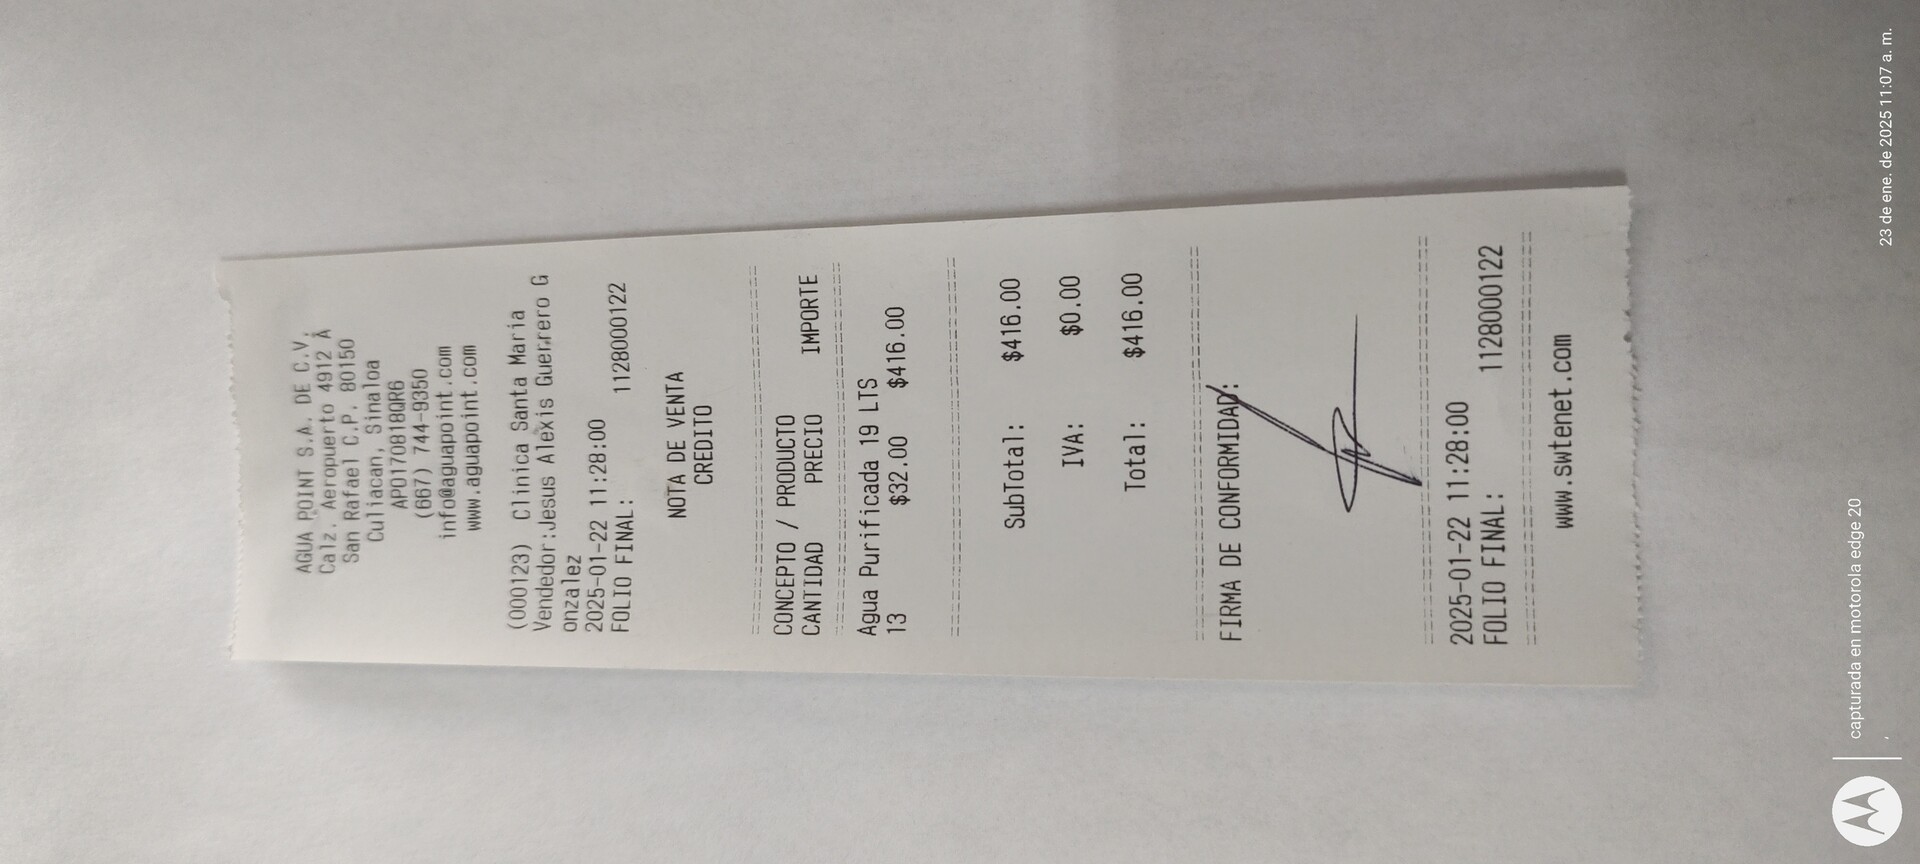 AGUA POINT S.A. DE C.V.
Calz. Aeropuerto 4912 A
San Rafael C.P. 80150
Culiacan, Sinaloa
APO170818QR6
(667) 744-9350
info@aguapoint.com
www.aguapoint.com
(000123) Clinica Santa Maria
Vendedor:Jesus Alexis Guerrero G
onzalez
2025-01-22 11:28:00
FOLIO FINAL: 1128000122
NOTA DE VENTA
CREDITO
CONCEPTO / PRODUCTO
CANTIDAD PRECIO IMPORTE
Agua Purificada 19 LTS
13 $32.00 $416.00
SubTotal: $416.00
IVA: $0.00
Total: $416.00
FIRMA DE CONFORMIDAD:
2025-01-22 11:28:00
FOLIO FINAL: 1128000122
www.swtenet.com
capturada en motorola edge 20
23 de ene. de 2025 11:07 a. m.